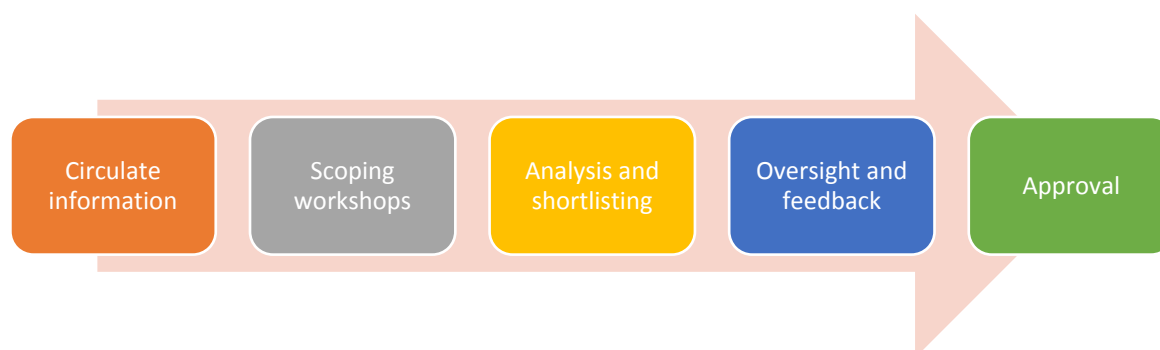 Circulate
information
Scoping
workshops
Analysis and
shortlisting
Oversight and
feedback
Approval